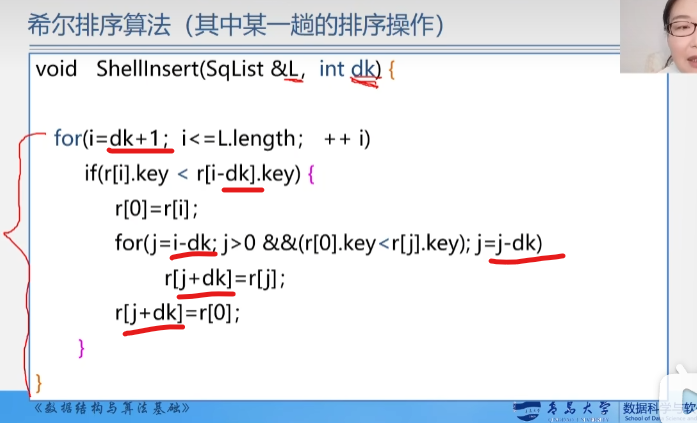 希尔排序算法（其中某一趟的排序操作）
void ShellInsert(SqList &L, int dk) {
for(i=dk+1; i<=L.length; ++ i)
if(r[i].key < r[i-dk].key) {
r[0]=r[i];
for(j=i-dk; j>0 &&(r[0].key<r[j].key); j=j-dk)
r[j+dk]=r[j];
r[j+dk]=r[0];
}
}
《数据结构与算法基础》 青岛大学 数据科学与软
School of Data Science and